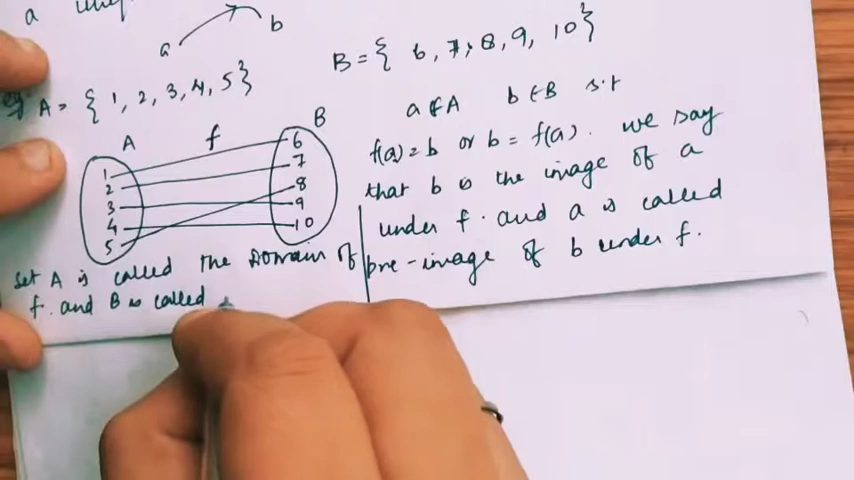 a
a b
B = { 6, 7, 8, 9, 10 }
eg: A = { 1, 2, 3, 4, 5 }
A f B
1 6
2 7
3 8
4 9
5 10
a ∈ A b ∈ B s.t
f(a) = b or b = f(a). we say
that b is the image of a
under f. and a is called
pre-image of b under f.
Set A is called the Domain of
f. and B is called